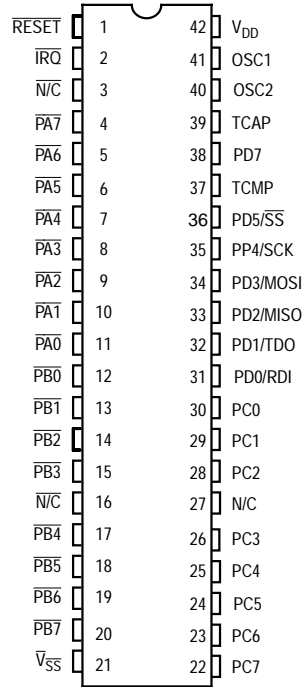 RESET 1 42 VDD
IRQ 2 41 OSC1
N/C 3 40 OSC2
PA7 4 39 TCAP
PA6 5 38 PD7
PA5 6 37 TCMP
PA4 7 36 PD5/SS
PA3 8 35 PP4/SCK
PA2 9 34 PD3/MOSI
PA1 10 33 PD2/MISO
PA0 11 32 PD1/TDO
PB0 12 31 PD0/RDI
PB1 13 30 PC0
PB2 14 29 PC1
PB3 15 28 PC2
N/C 16 27 N/C
PB4 17 26 PC3
PB5 18 25 PC4
PB6 19 24 PC5
PB7 20 23 PC6
VSS 21 22 PC7